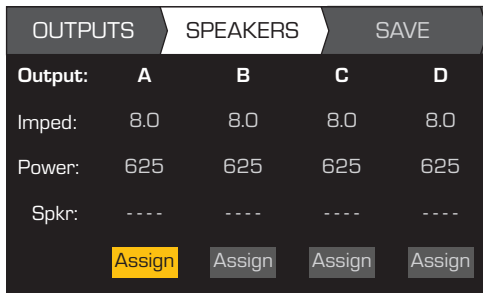 OUTPUTS SPEAKERS SAVE
Output: A B C D
Imped: 8.0 8.0 8.0 8.0
Power: 625 625 625 625
Spkr: ---- ---- ---- ----
Assign Assign Assign Assign